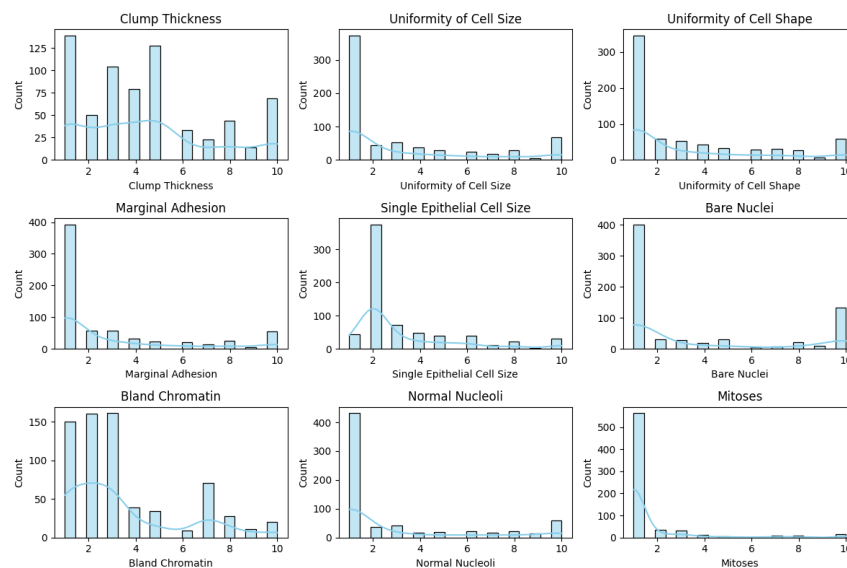 Clump Thickness
Count
125
100
75
50
25
0
2 4 6 8 10
Clump Thickness
Uniformity of Cell Size
Count
300
200
100
0
2 4 6 8 10
Uniformity of Cell Size
Uniformity of Cell Shape
Count
300
200
100
0
2 4 6 8 10
Uniformity of Cell Shape
Marginal Adhesion
Count
400
300
200
100
0
2 4 6 8 10
Marginal Adhesion
Single Epithelial Cell Size
Count
300
200
100
0
2 4 6 8 10
Single Epithelial Cell Size
Bare Nuclei
Count
400
300
200
100
0
2 4 6 8 10
Bare Nuclei
Bland Chromatin
Count
150
100
50
0
2 4 6 8 10
Bland Chromatin
Normal Nucleoli
Count
400
300
200
100
0
2 4 6 8 10
Normal Nucleoli
Mitoses
Count
500
400
300
200
100
0
2 4 6 8 10
Mitoses